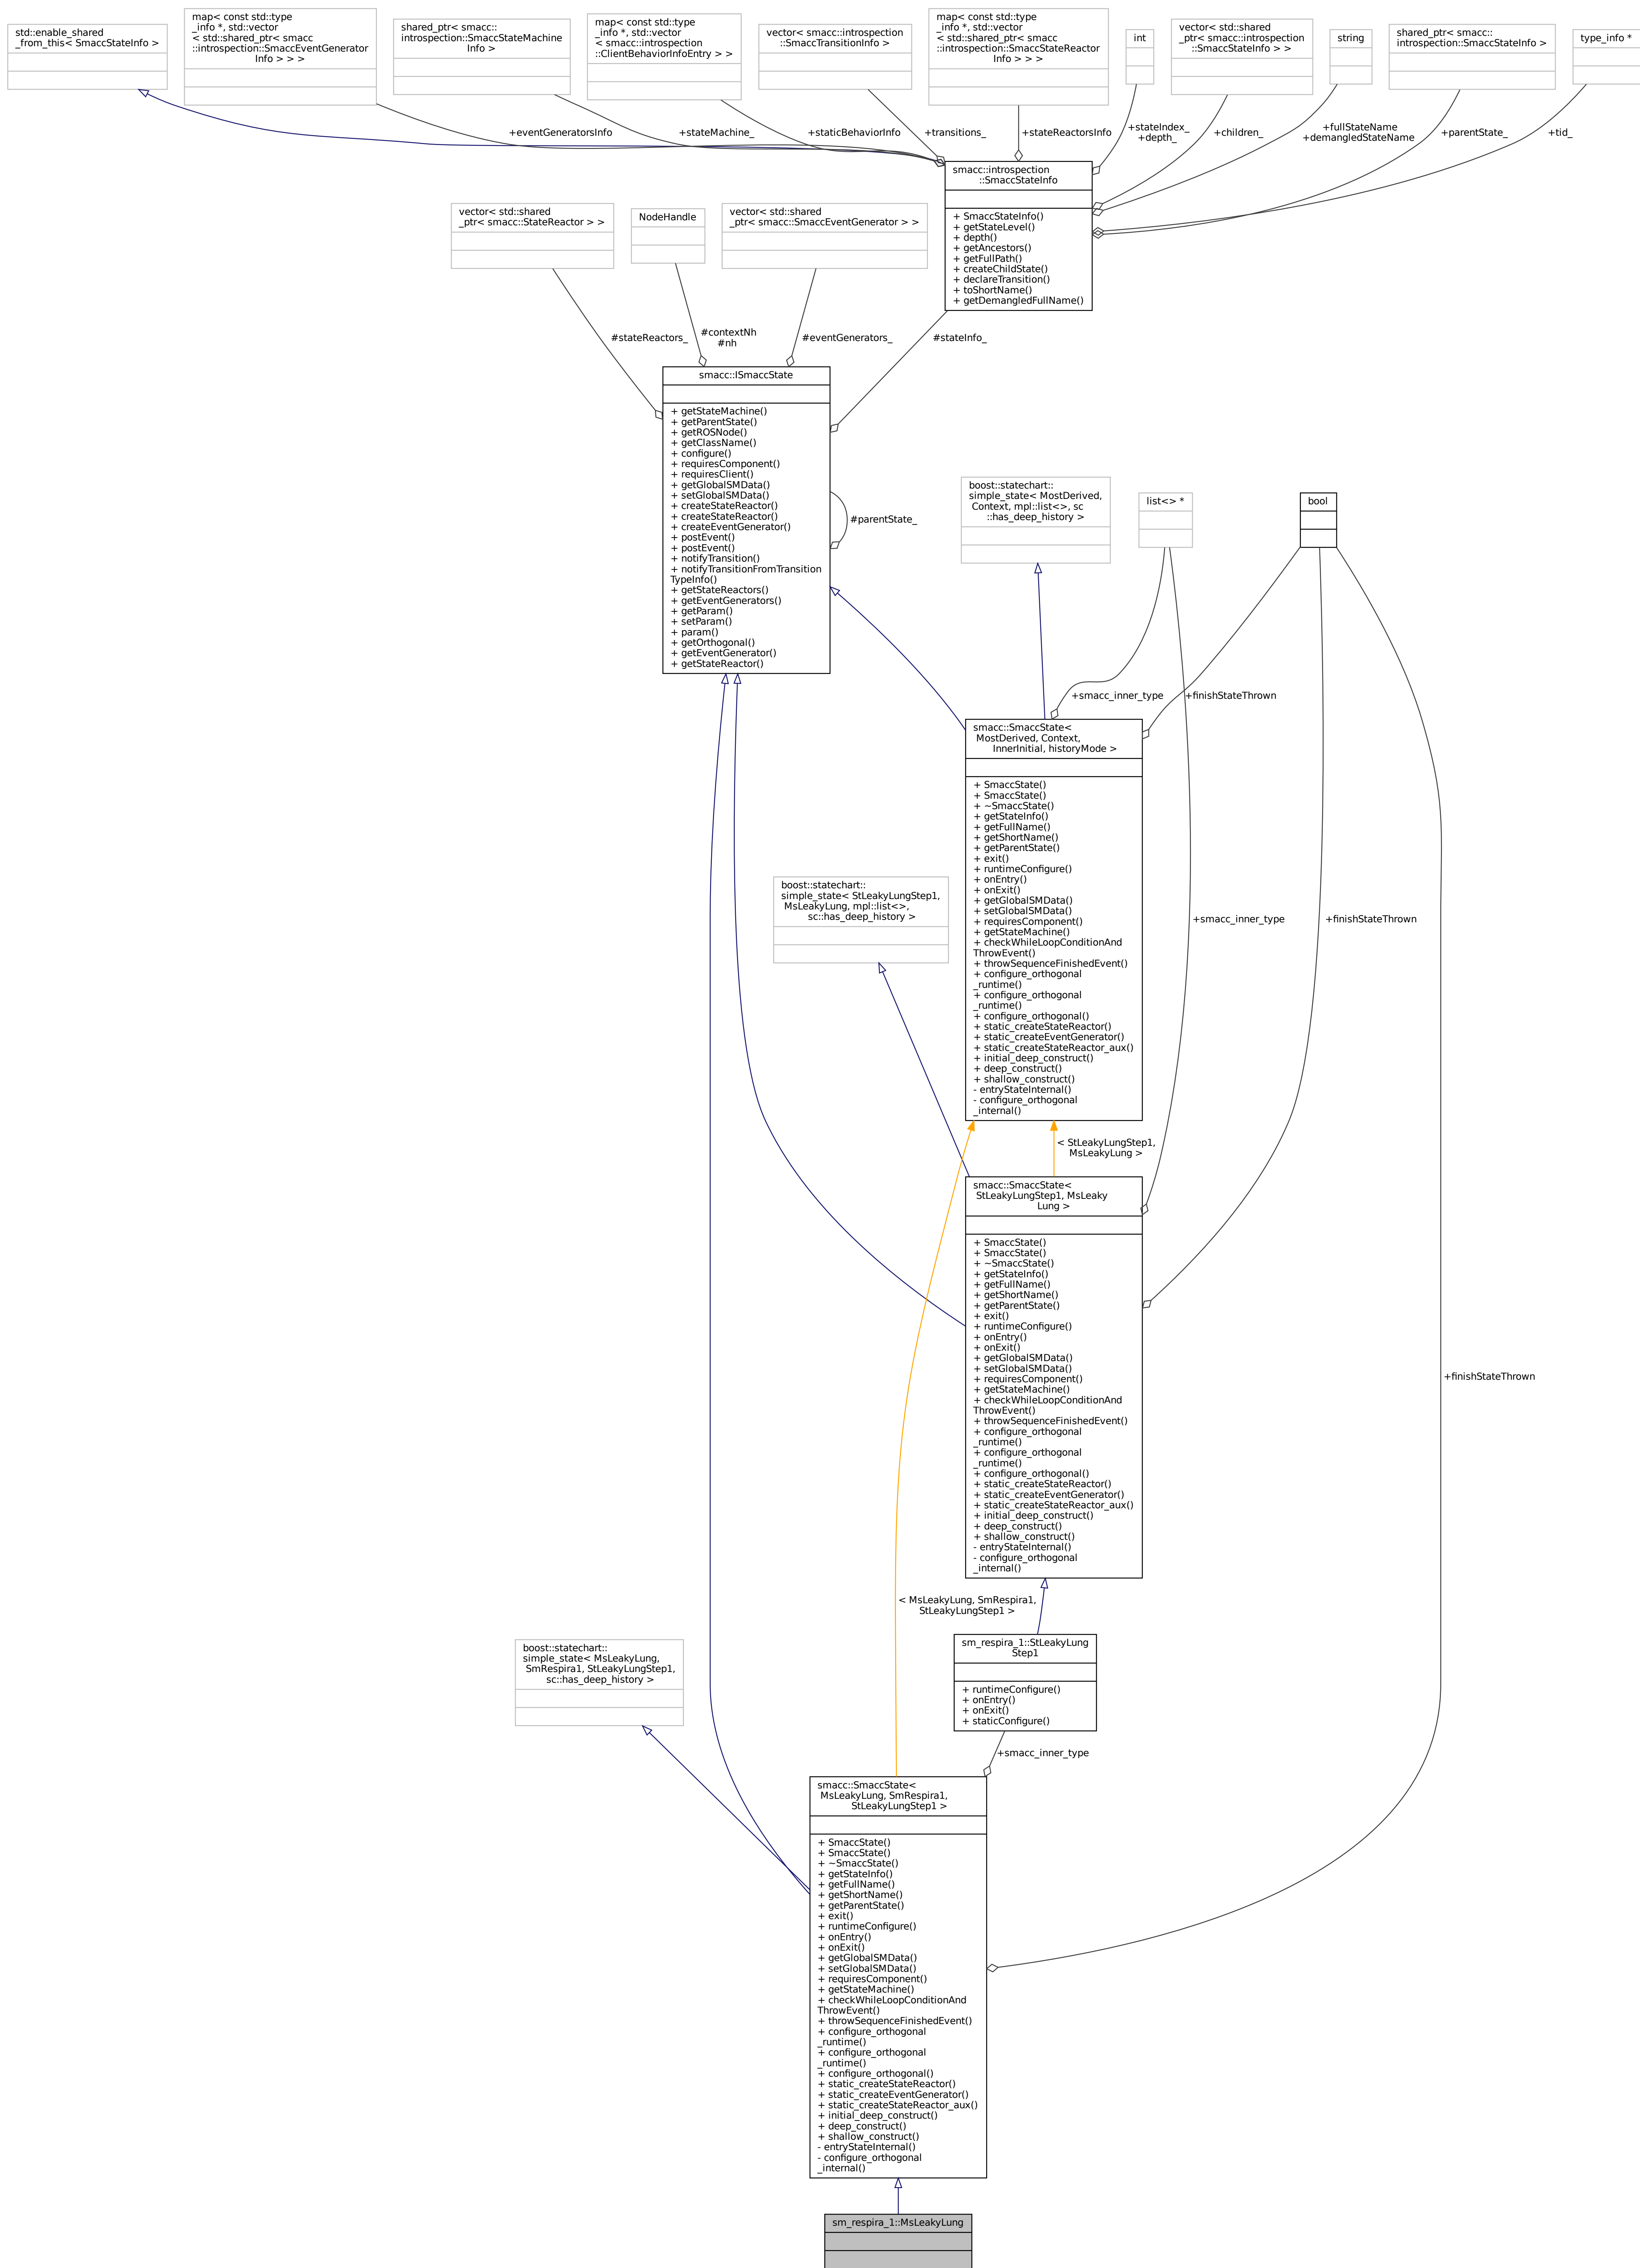 std::enable_shared
_from_this< SmaccStateInfo >
map< const std::type
_info *, std::vector
< std::shared_ptr< smacc
::introspection::SmaccEventGenerator
Info > > >
shared_ptr< smacc::
introspection::SmaccStateMachine
Info >
map< const std::type
_info *, std::vector
< smacc::introspection
::ClientBehaviorInfoEntry > >
vector< smacc::introspection
::SmaccTransitionInfo >
map< const std::type
_info *, std::vector
< std::shared_ptr< smacc
::introspection::SmaccStateReactor
Info > > >
int
vector< std::shared
_ptr< smacc::introspection
::SmaccStateInfo > >
string
shared_ptr< smacc::
introspection::SmaccStateInfo >
type_info *
+eventGeneratorsInfo
+stateMachine_
+staticBehaviorInfo
+transitions_
+stateReactorsInfo
+stateIndex_
+depth_
+children_
+fullStateName
+demangledStateName
+parentState_
+tid_
smacc::introspection
::SmaccStateInfo
+ SmaccStateInfo()
+ getStateLevel()
+ depth()
+ getAncestors()
+ getFullPath()
+ createChildState()
+ declareTransition()
+ toShortName()
+ getDemangledFullName()
vector< std::shared
_ptr< smacc::StateReactor > >
NodeHandle
vector< std::shared
_ptr< smacc::SmaccEventGenerator > >
#stateReactors_
#contextNh
#nh
#eventGenerators_
#stateInfo_
smacc::ISmaccState
+ getStateMachine()
+ getParentState()
+ getROSNode()
+ getClassName()
+ configure()
+ requiresComponent()
+ requiresClient()
+ getGlobalSMData()
+ setGlobalSMData()
+ createStateReactor()
+ createStateReactor()
+ createEventGenerator()
+ postEvent()
+ postEvent()
+ notifyTransition()
+ notifyTransitionFromTransition
TypeInfo()
+ getStateReactors()
+ getEventGenerators()
+ getParam()
+ setParam()
+ param()
+ getOrthogonal()
+ getEventGenerator()
+ getStateReactor()
#parentState_
boost::statechart::
simple_state< MostDerived,
Context, mpl::list<>, sc
::has_deep_history >
list<> *
bool
+smacc_inner_type
+finishStateThrown
smacc::SmaccState<
MostDerived, Context,
InnerInitial, historyMode >
+ SmaccState()
+ SmaccState()
+ ~SmaccState()
+ getStateInfo()
+ getFullName()
+ getShortName()
+ getParentState()
+ exit()
+ runtimeConfigure()
+ onEntry()
+ onExit()
+ getGlobalSMData()
+ setGlobalSMData()
+ requiresComponent()
+ getStateMachine()
+ checkWhileLoopConditionAnd
ThrowEvent()
+ throwSequenceFinishedEvent()
+ configure_orthogonal
_runtime()
+ configure_orthogonal
_runtime()
+ configure_orthogonal()
+ static_createStateReactor()
+ static_createEventGenerator()
+ static_createStateReactor_aux()
+ initial_deep_construct()
+ deep_construct()
+ shallow_construct()
- entryStateInternal()
- configure_orthogonal
_internal()
boost::statechart::
simple_state< StLeakyLungStep1,
MsLeakyLung, mpl::list<>,
sc::has_deep_history >
+smacc_inner_type
+finishStateThrown
< StLeakyLungStep1,
MsLeakyLung >
smacc::SmaccState<
StLeakyLungStep1, MsLeaky
Lung >
+ SmaccState()
+ SmaccState()
+ ~SmaccState()
+ getStateInfo()
+ getFullName()
+ getShortName()
+ getParentState()
+ exit()
+ runtimeConfigure()
+ onEntry()
+ onExit()
+ getGlobalSMData()
+ setGlobalSMData()
+ requiresComponent()
+ getStateMachine()
+ checkWhileLoopConditionAnd
ThrowEvent()
+ throwSequenceFinishedEvent()
+ configure_orthogonal
_runtime()
+ configure_orthogonal
_runtime()
+ configure_orthogonal()
+ static_createStateReactor()
+ static_createEventGenerator()
+ static_createStateReactor_aux()
+ initial_deep_construct()
+ deep_construct()
+ shallow_construct()
- entryStateInternal()
- configure_orthogonal
_internal()
+finishStateThrown
< MsLeakyLung, SmRespira1,
StLeakyLungStep1 >
boost::statechart::
simple_state< MsLeakyLung,
SmRespira1, StLeakyLungStep1,
sc::has_deep_history >
sm_respira_1::StLeakyLung
Step1
+ runtimeConfigure()
+ onEntry()
+ onExit()
+ staticConfigure()
+smacc_inner_type
smacc::SmaccState<
MsLeakyLung, SmRespira1,
StLeakyLungStep1 >
+ SmaccState()
+ SmaccState()
+ ~SmaccState()
+ getStateInfo()
+ getFullName()
+ getShortName()
+ getParentState()
+ exit()
+ runtimeConfigure()
+ onEntry()
+ onExit()
+ getGlobalSMData()
+ setGlobalSMData()
+ requiresComponent()
+ getStateMachine()
+ checkWhileLoopConditionAnd
ThrowEvent()
+ throwSequenceFinishedEvent()
+ configure_orthogonal
_runtime()
+ configure_orthogonal
_runtime()
+ configure_orthogonal()
+ static_createStateReactor()
+ static_createEventGenerator()
+ static_createStateReactor_aux()
+ initial_deep_construct()
+ deep_construct()
+ shallow_construct()
- entryStateInternal()
- configure_orthogonal
_internal()
sm_respira_1::MsLeakyLung